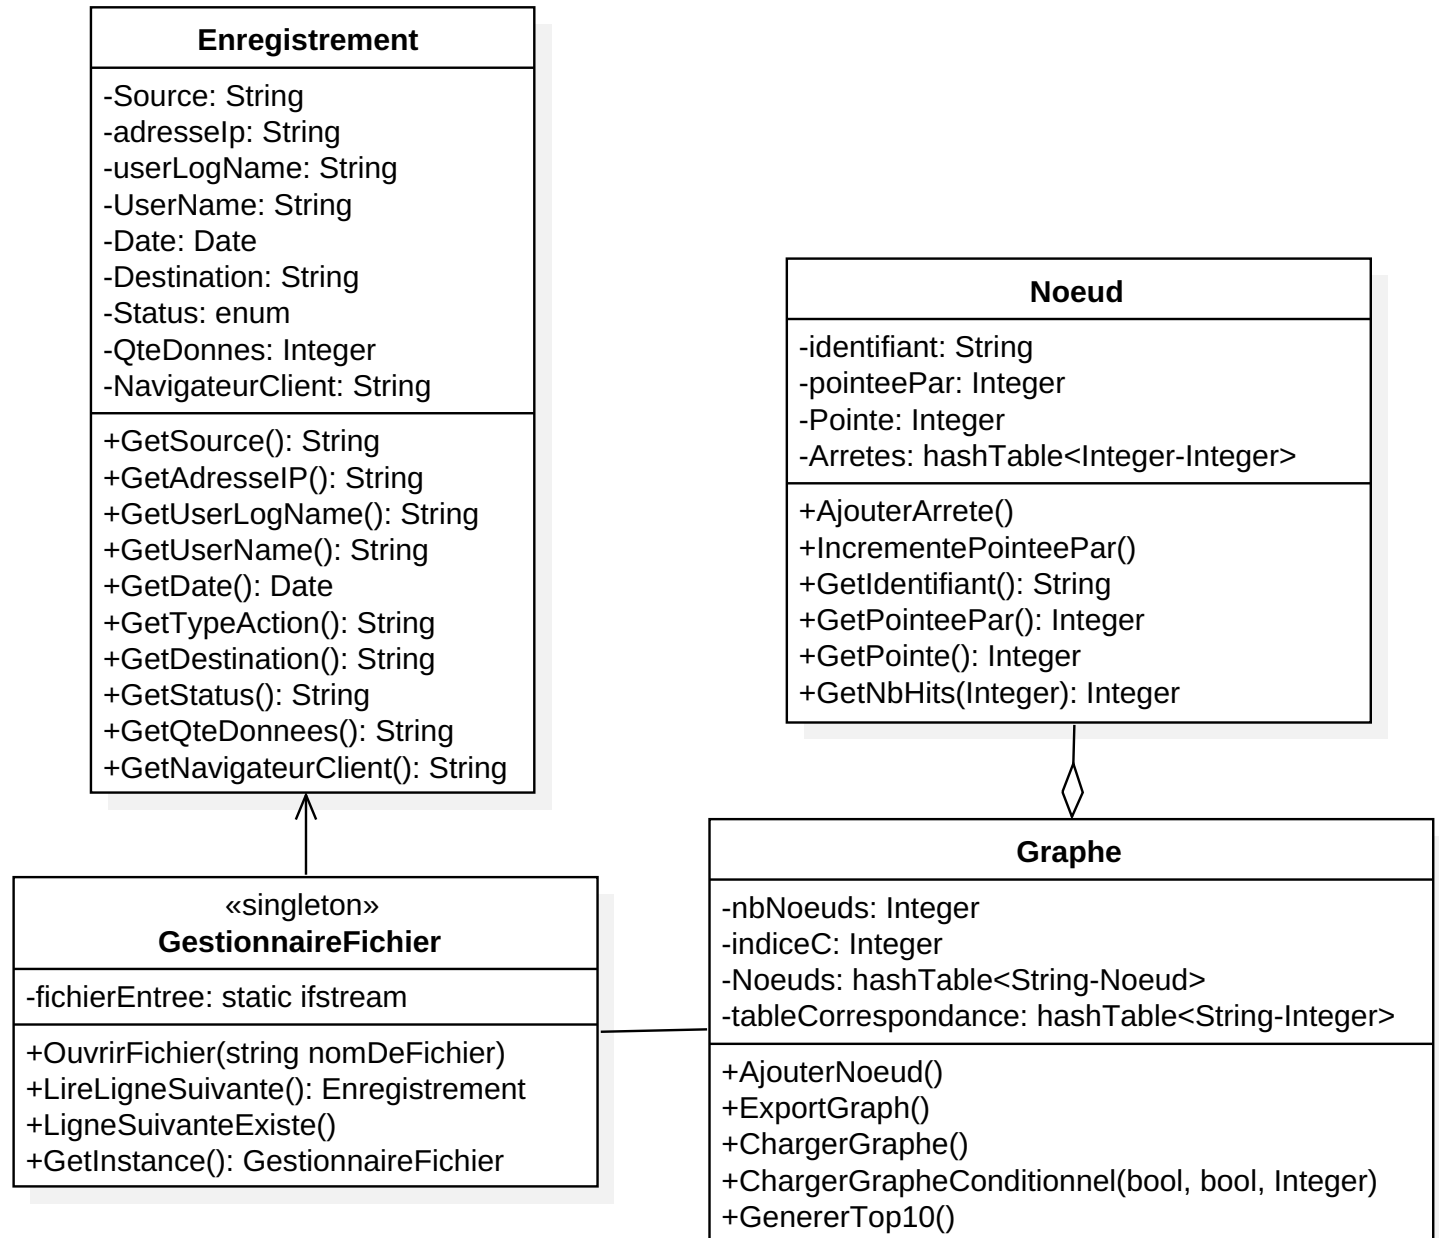 Enregistrement
-Source: String
-adresseIp: String
-userLogName: String
-UserName: String
-Date: Date
-Destination: String
-Status: enum
-QteDonnes: Integer
-NavigateurClient: String
+GetSource(): String
+GetAdresseIP(): String
+GetUserLogName(): String
+GetUserName(): String
+GetDate(): Date
+GetTypeAction(): String
+GetDestination(): String
+GetStatus(): String
+GetQteDonnees(): String
+GetNavigateurClient(): String
Noeud
-identifiant: String
-pointeePar: Integer
-Pointe: Integer
-Arretes: hashTable<Integer-Integer>
+AjouterArrete()
+IncrementePointeePar()
+GetIdentifiant(): String
+GetPointeePar(): Integer
+GetPointe(): Integer
+GetNbHits(Integer): Integer
«singleton»
GestionnaireFichier
-fichierEntree: static ifstream
+OuvrirFichier(string nomDeFichier)
+LireLigneSuivante(): Enregistrement
+LigneSuivanteExiste()
+GetInstance(): GestionnaireFichier
Graphe
-nbNoeuds: Integer
-indiceC: Integer
-Noeuds: hashTable<String-Noeud>
-tableCorrespondance: hashTable<String-Integer>
+AjouterNoeud()
+ExportGraph()
+ChargerGraphe()
+ChargerGrapheConditionnel(bool, bool, Integer)
+GenererTop10()